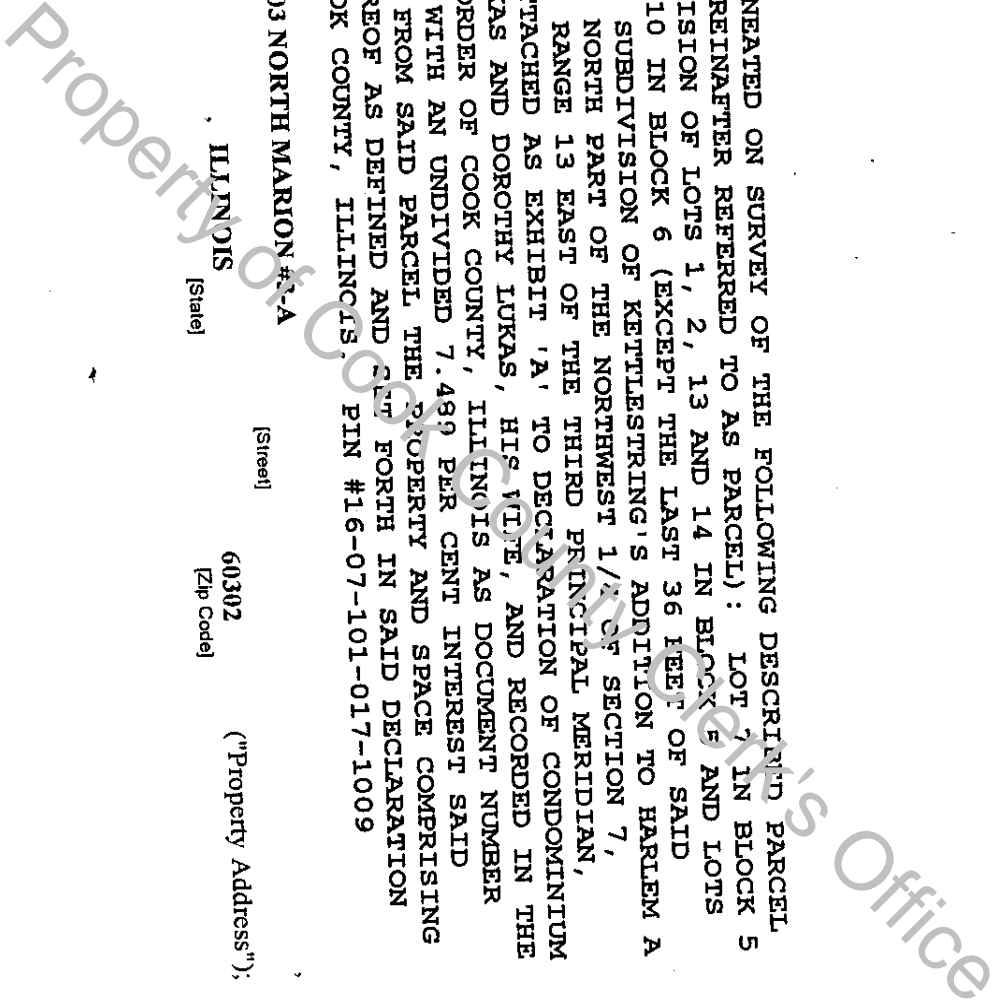 NEATED ON SURVEY OF THE FOLLOWING DESCRIBED PARCEL
REINAFTER REFERRED TO AS PARCEL): LOT 7 IN BLOCK 5
ISION OF LOTS 1, 2, 13 AND 14 IN BLOCK 5 AND LOTS
10 IN BLOCK 6 (EXCEPT THE LAST 36 FEET OF SAID
SUBDIVISION OF KETTLESTRING'S ADDITION TO HARLEM A
NORTH PART OF THE NORTHWEST 1/4 OF SECTION 7,
RANGE 13 EAST OF THE THIRD PRINCIPAL MERIDIAN,
TTACHED AS EXHIBIT 'A' TO DECLARATION OF CONDOMINIUM
KAS AND DOROTHY LUKAS, HIS WIFE, AND RECORDED IN THE
ORDER OF COOK COUNTY, ILLINOIS AS DOCUMENT NUMBER
WITH AN UNDIVIDED 7.489 PER CENT INTEREST SAID
FROM SAID PARCEL THE PROPERTY AND SPACE COMPRISING
REOF AS DEFINED AND SET FORTH IN SAID DECLARATION
OK COUNTY, ILLINOIS. PIN #16-07-101-017-1009
03 NORTH MARION # -A ,
[Street]
, ILLINOIS 60302 ("Property Address");
[State] [Zip Code]
Property of Cook County Clerk's Office